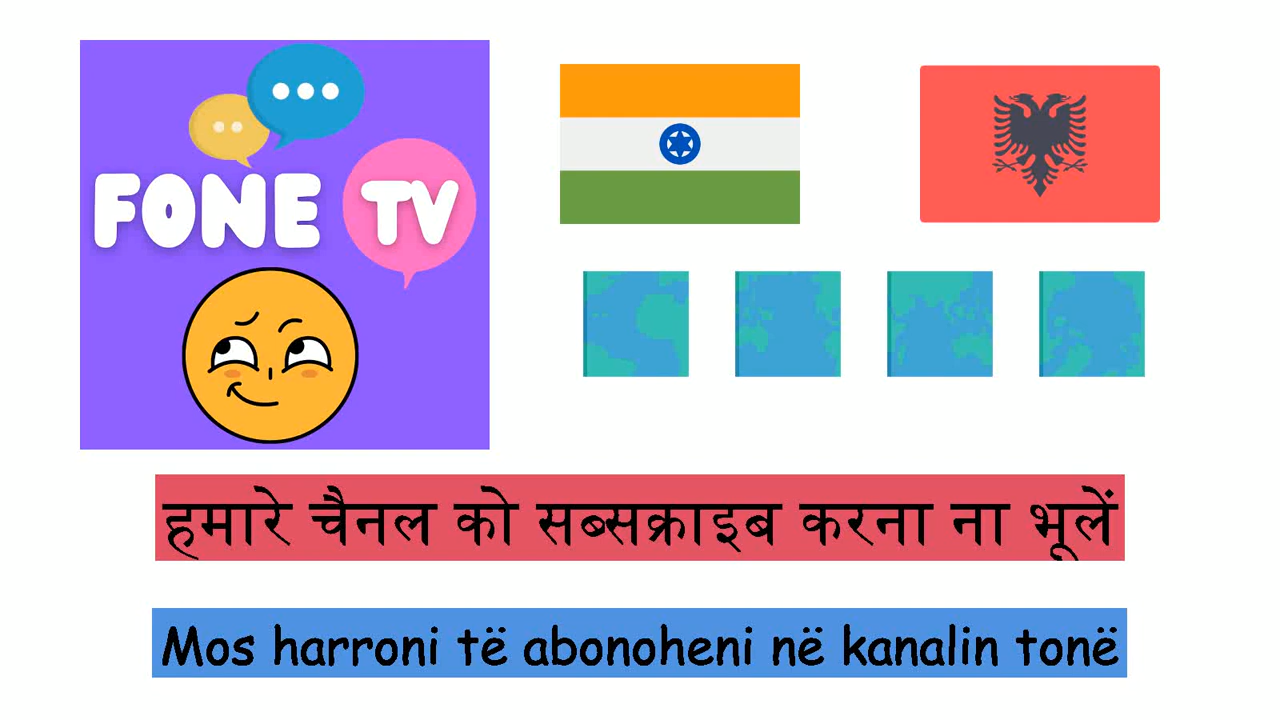 FONE TV
हमारे चैनल को सब्सक्राइब करना ना भूलें
Mos harroni të abonoheni në kanalin tonë